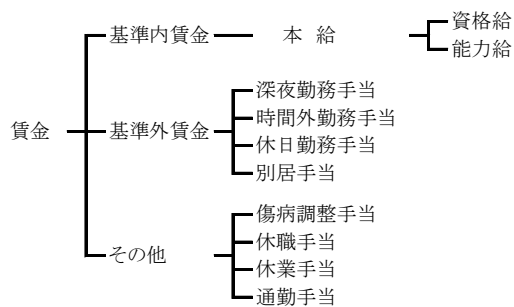 資格給
基準内賃金
本 給
能力給
深夜勤務手当
時間外勤務手当
賃金
基準外賃金
休日勤務手当
別居手当
傷病調整手当
休職手当
その他
休業手当
通勤手当